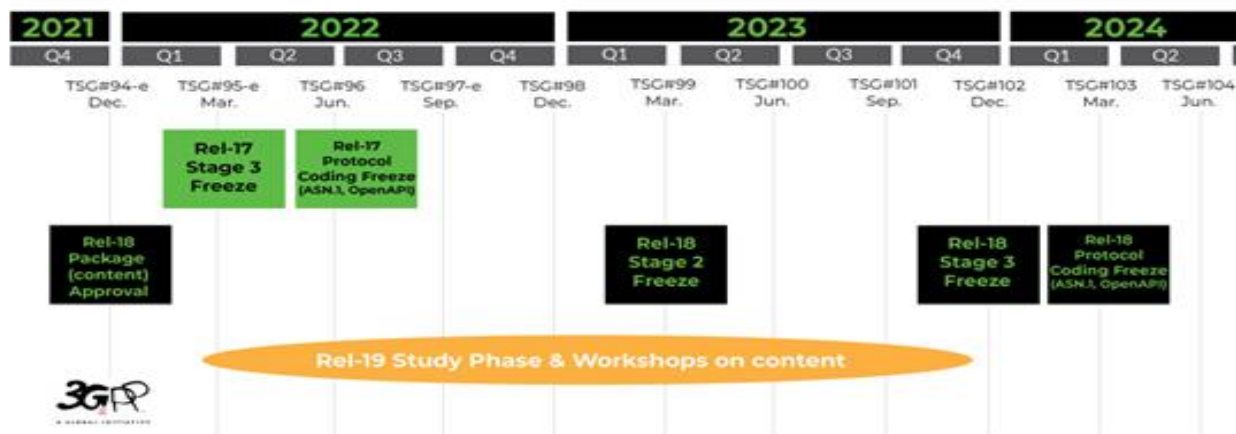 2021 2022 2023 2024
Q4 Q1 Q2 Q3 Q4 Q1 Q2 Q3 Q4 Q1 Q2
TSG#94-e TSG#95-e TSG#96 TSG#97-e TSG#98 TSG#99 TSG#100 TSG#101 TSG#102 TSG#103 TSG#104
Dec. Mar. Jun. Sep. Dec. Mar. Jun. Sep. Dec. Mar. Jun.
Rel-17
Stage 3
Freeze
Rel-17
Protocol
Coding Freeze
(ASN.1, OpenAPI)
Rel-18
Package
(content)
Approval
Rel-18
Stage 2
Freeze
Rel-18
Stage 3
Freeze
Rel-18
Protocol
Coding Freeze
(ASN.1, OpenAPI)
Rel-19 Study Phase & Workshops on content
3GPP
A GLOBAL INITIATIVE